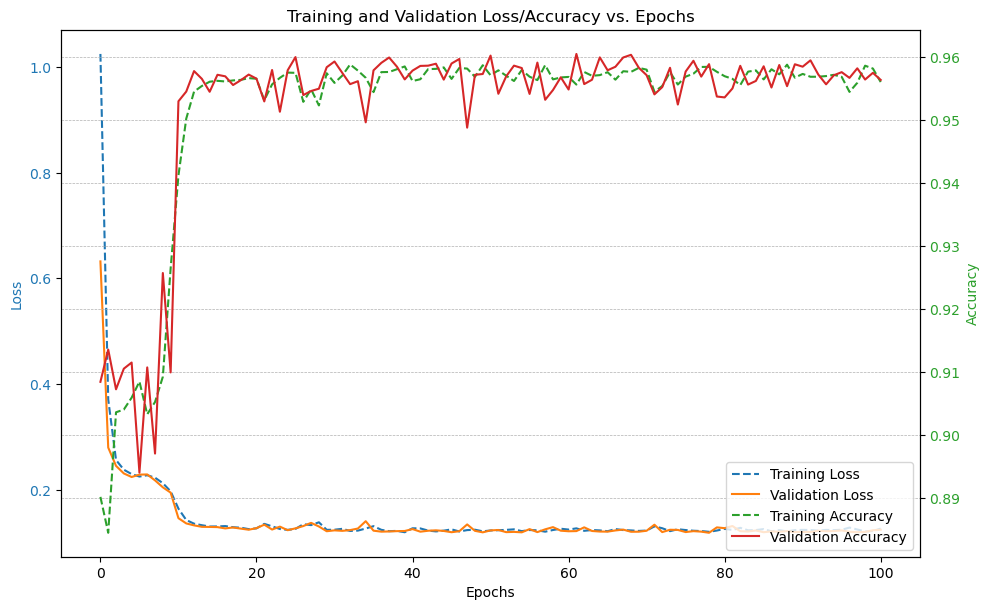 Training and Validation Loss/Accuracy vs. Epochs
Loss
1.0
0.8
0.6
0.4
0.2
0.96
0.95
0.94
0.93
0.92
0.91
0.90
0.89
Accuracy
Training Loss
Validation Loss
Training Accuracy
Validation Accuracy
0 20 40 60 80 100
Epochs